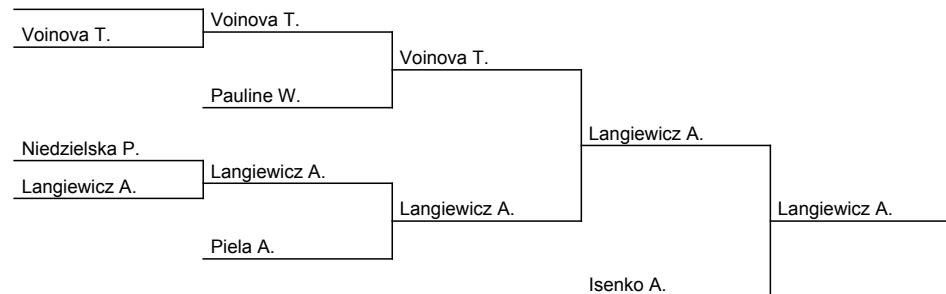 Voinova T.
Voinova T.
Voinova T.
Pauline W.
Langiewicz A.
Niedzielska P.
Langiewicz A.
Langiewicz A.
Langiewicz A.
Langiewicz A.
Piela A.
Isenko A.